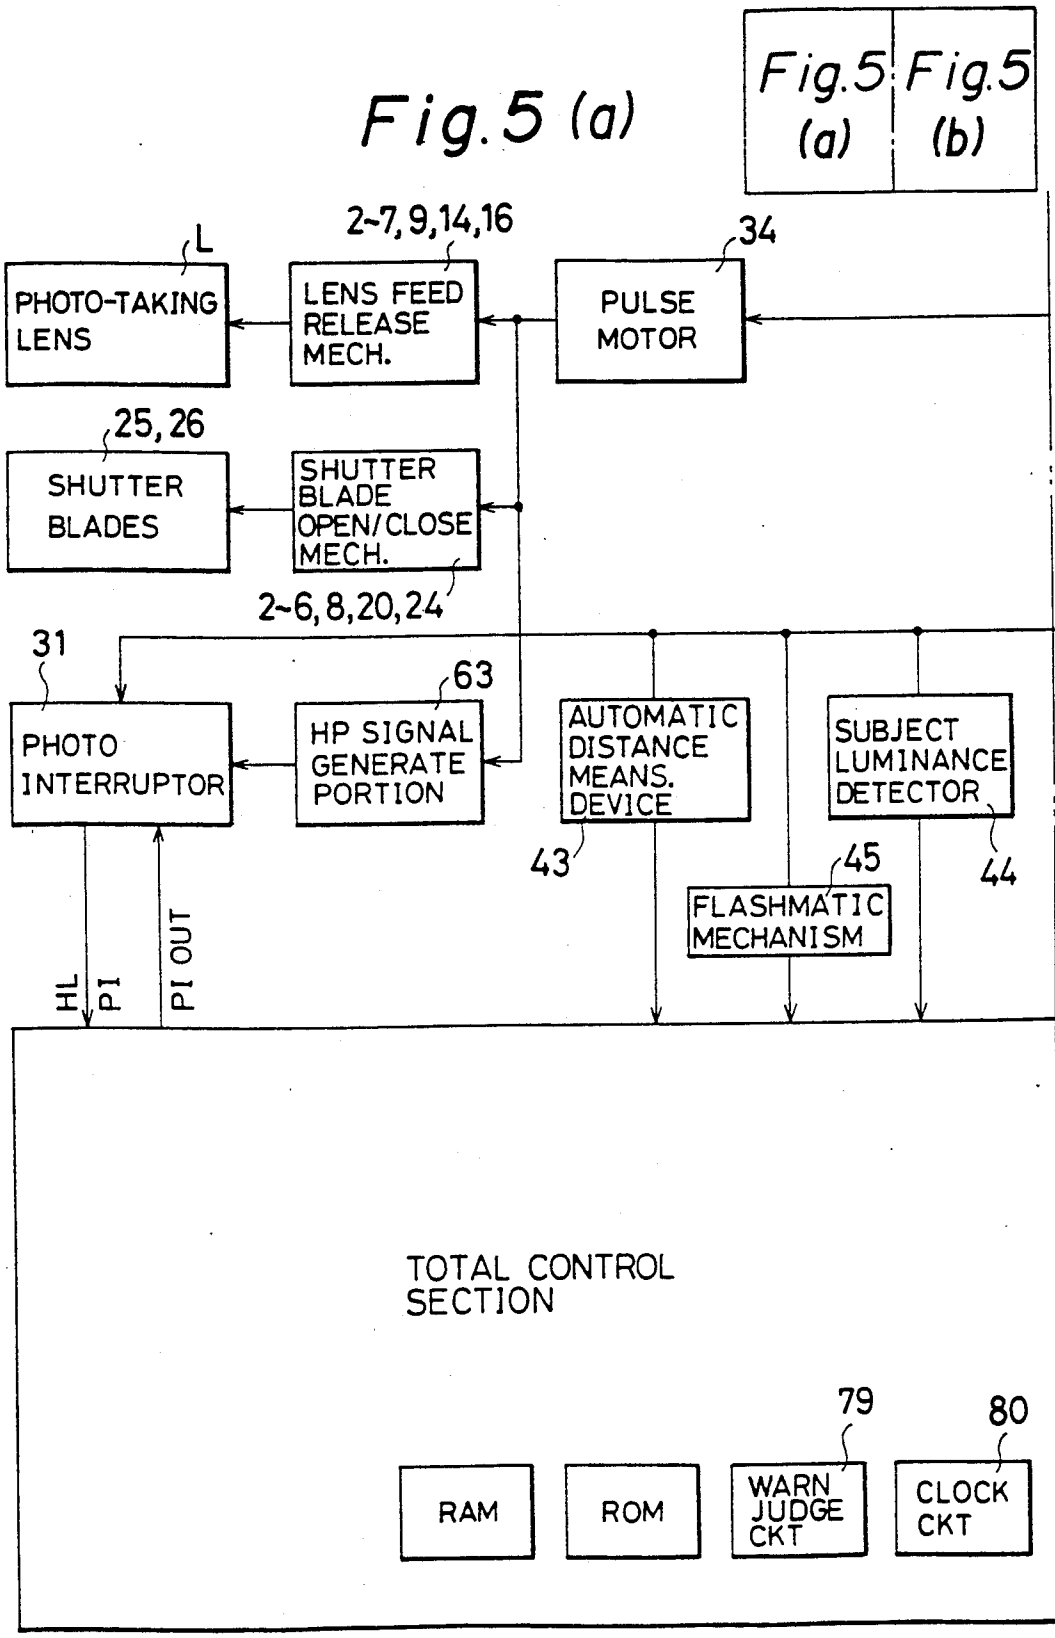 Fig. 5 (a)
Fig. 5
(a)
Fig. 5
(b)
L
PHOTO-TAKING
LENS
2~7, 9, 14, 16
LENS FEED
RELEASE
MECH.
34
PULSE
MOTOR
25, 26
SHUTTER
BLADES
SHUTTER
BLADE
OPEN/CLOSE
MECH.
2~6, 8, 20, 24
31
PHOTO
INTERRUPTOR
63
HP SIGNAL
GENERATE
PORTION
AUTOMATIC
DISTANCE
MEANS.
DEVICE
43
SUBJECT
LUMINANCE
DETECTOR
44
45
FLASHMATIC
MECHANISM
HL
PI
PI OUT
TOTAL CONTROL
SECTION
RAM
ROM
79
WARN
JUDGE
CKT
80
CLOCK
CKT